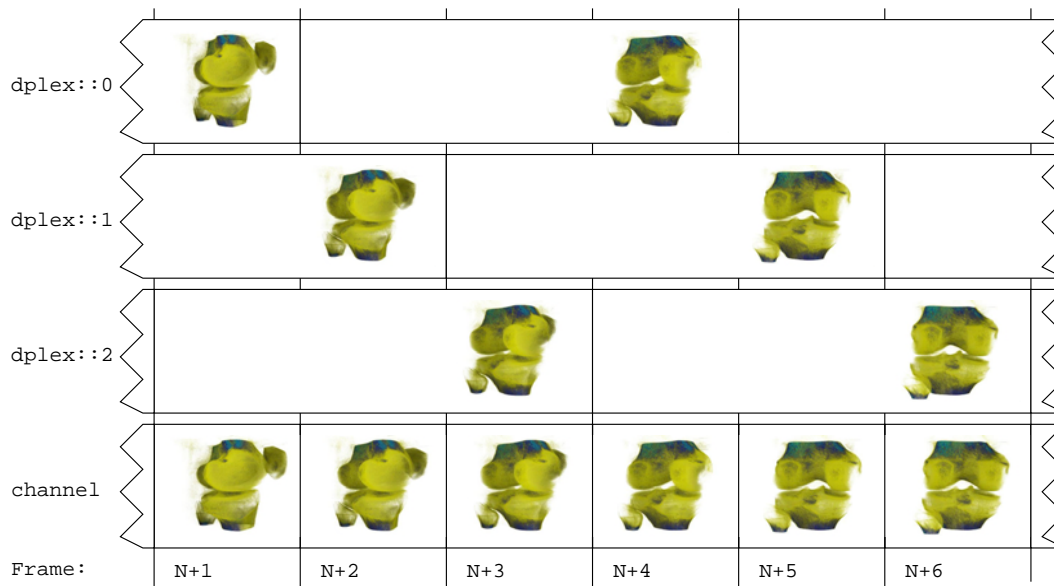 dplex::0
dplex::1
dplex::2
channel
Frame: N+1 N+2 N+3 N+4 N+5 N+6